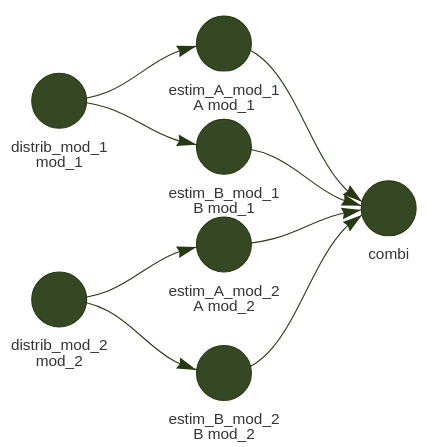 estim_A_mod_1
A mod_1
distrib_mod_1
mod_1
estim_B_mod_1
B mod_1
combi
estim_A_mod_2
A mod_2
distrib_mod_2
mod_2
estim_B_mod_2
B mod_2